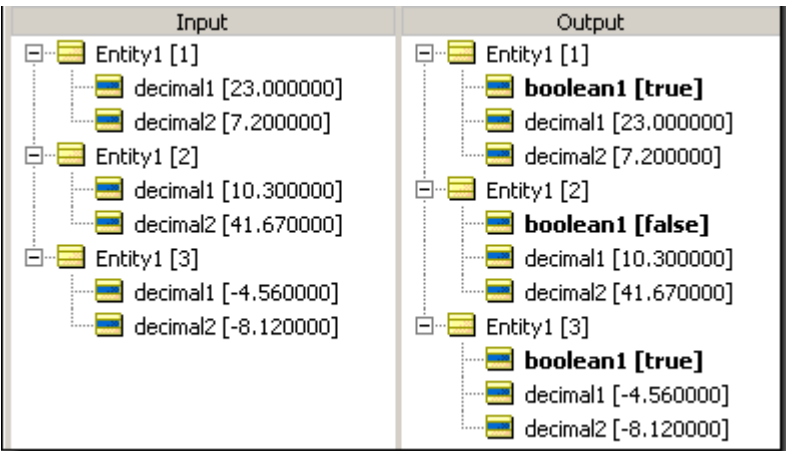 Input
Entity1 [1]
decimal1 [23.000000]
decimal2 [7.200000]
Entity1 [2]
decimal1 [10.300000]
decimal2 [41.670000]
Entity1 [3]
decimal1 [-4.560000]
decimal2 [-8.120000]
Output
Entity1 [1]
boolean1 [true]
decimal1 [23.000000]
decimal2 [7.200000]
Entity1 [2]
boolean1 [false]
decimal1 [10.300000]
decimal2 [41.670000]
Entity1 [3]
boolean1 [true]
decimal1 [-4.560000]
decimal2 [-8.120000]